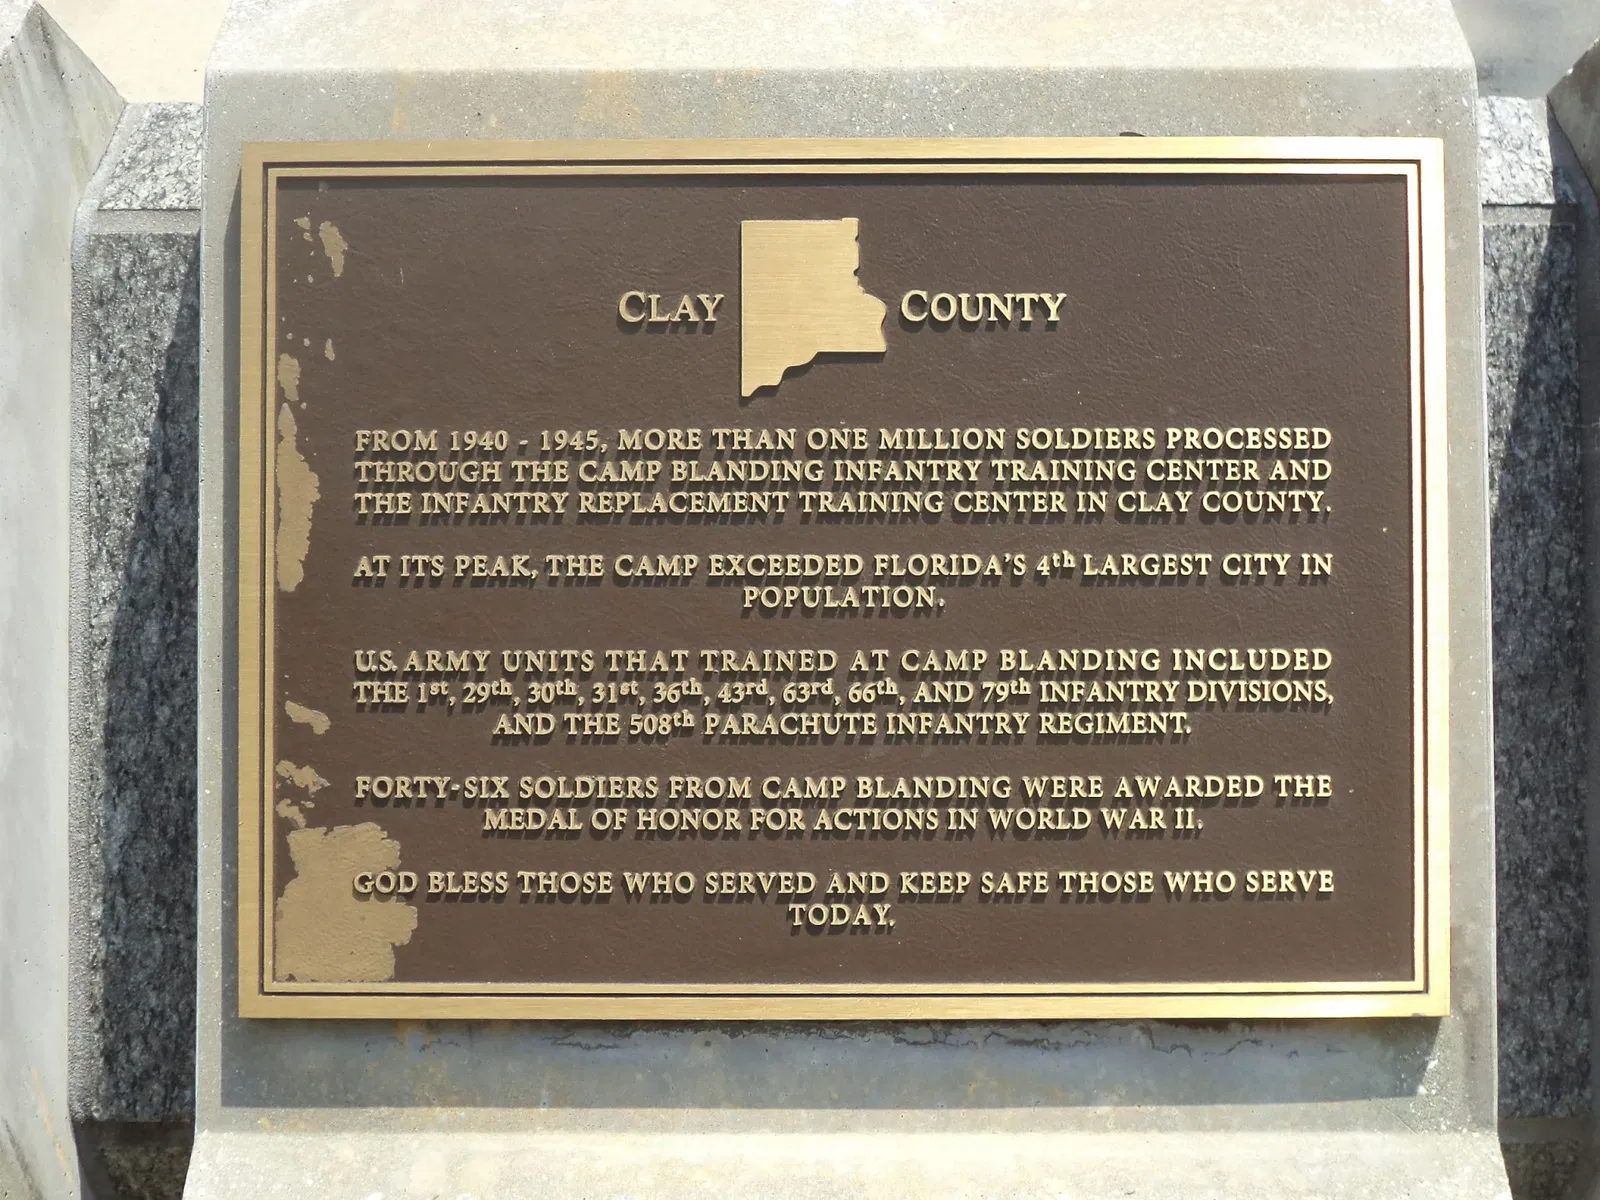 CLAY COUNTY
FROM 1940 - 1945, MORE THAN ONE MILLION SOLDIERS PROCESSED
THROUGH THE CAMP BLANDING INFANTRY TRAINING CENTER AND
THE INFANTRY REPLACEMENT TRAINING CENTER IN CLAY COUNTY.
AT ITS PEAK, THE CAMP EXCEEDED FLORIDA'S 4th LARGEST CITY IN
POPULATION.
U.S. ARMY UNITS THAT TRAINED AT CAMP BLANDING INCLUDED
THE 1st, 29th, 30th, 31st, 36th, 43rd, 63rd, 66th, AND 79th INFANTRY DIVISIONS,
AND THE 508th PARACHUTE INFANTRY REGIMENT.
FORTY-SIX SOLDIERS FROM CAMP BLANDING WERE AWARDED THE
MEDAL OF HONOR FOR ACTIONS IN WORLD WAR II.
GOD BLESS THOSE WHO SERVED AND KEEP SAFE THOSE WHO SERVE
TODAY.